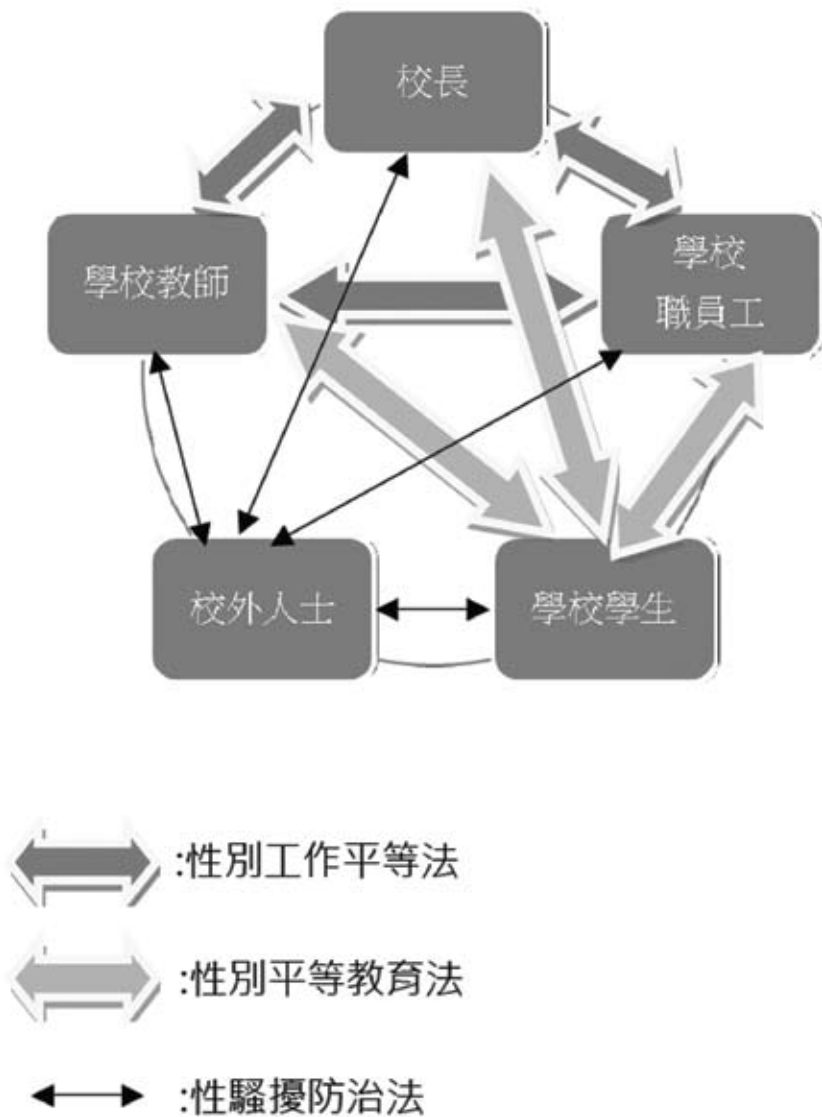 校長
學校教師
學校
職員工
校外人士
學校學生
:性別工作平等法
:性別平等教育法
:性騷擾防治法